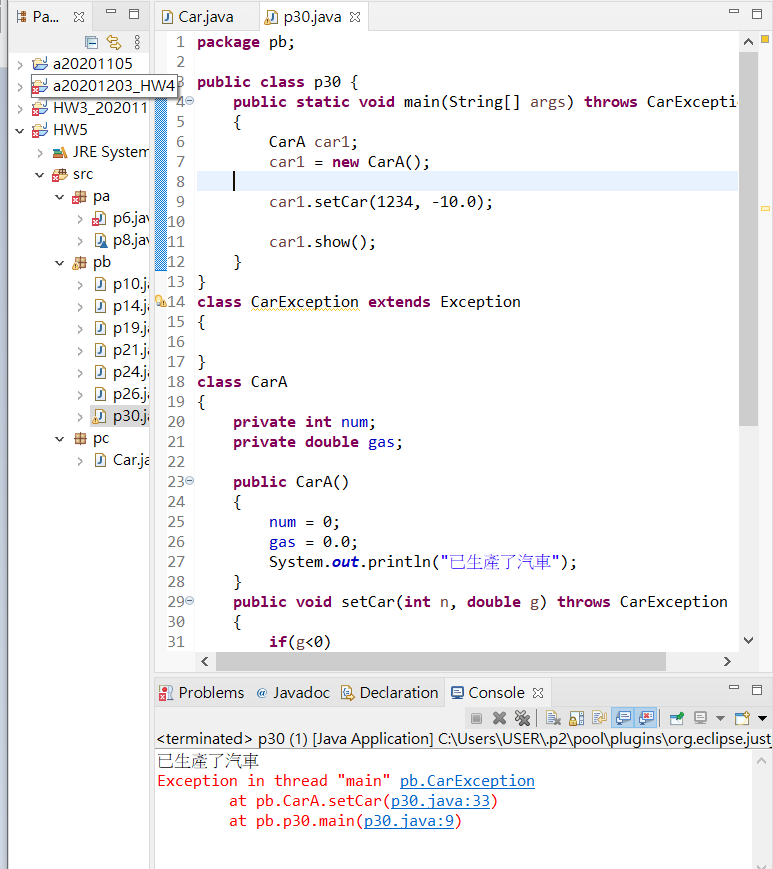 Pa...
a20201105
a20201203_HW4
HW3_202011
HW5
JRE System
src
pa
p6.jav
p8.jav
pb
p10.ja
p14.ja
p19.ja
p21.ja
p24.ja
p26.ja
p30.ja
pc
Car.ja
Car.java p30.java
1 package pb;
2
3 public class p30 {
4 public static void main(String[] args) throws CarExcepti
5 {
6 CarA car1;
7 car1 = new CarA();
8
9 car1.setCar(1234, -10.0);
10
11 car1.show();
12 }
13 }
14 class CarException extends Exception
15 {
16
17 }
18 class CarA
19 {
20 private int num;
21 private double gas;
22
23 public CarA()
24 {
25 num = 0;
26 gas = 0.0;
27 System.out.println("已生產了汽車");
28 }
29 public void setCar(int n, double g) throws CarException
30 {
31 if(g<0)
Problems @ Javadoc Declaration Console
<terminated> p30 (1) [Java Application] C:\Users\USER\.p2\pool\plugins\org.eclipse.just
已生產了汽車
Exception in thread "main" pb.CarException
at pb.CarA.setCar(p30.java:33)
at pb.p30.main(p30.java:9)